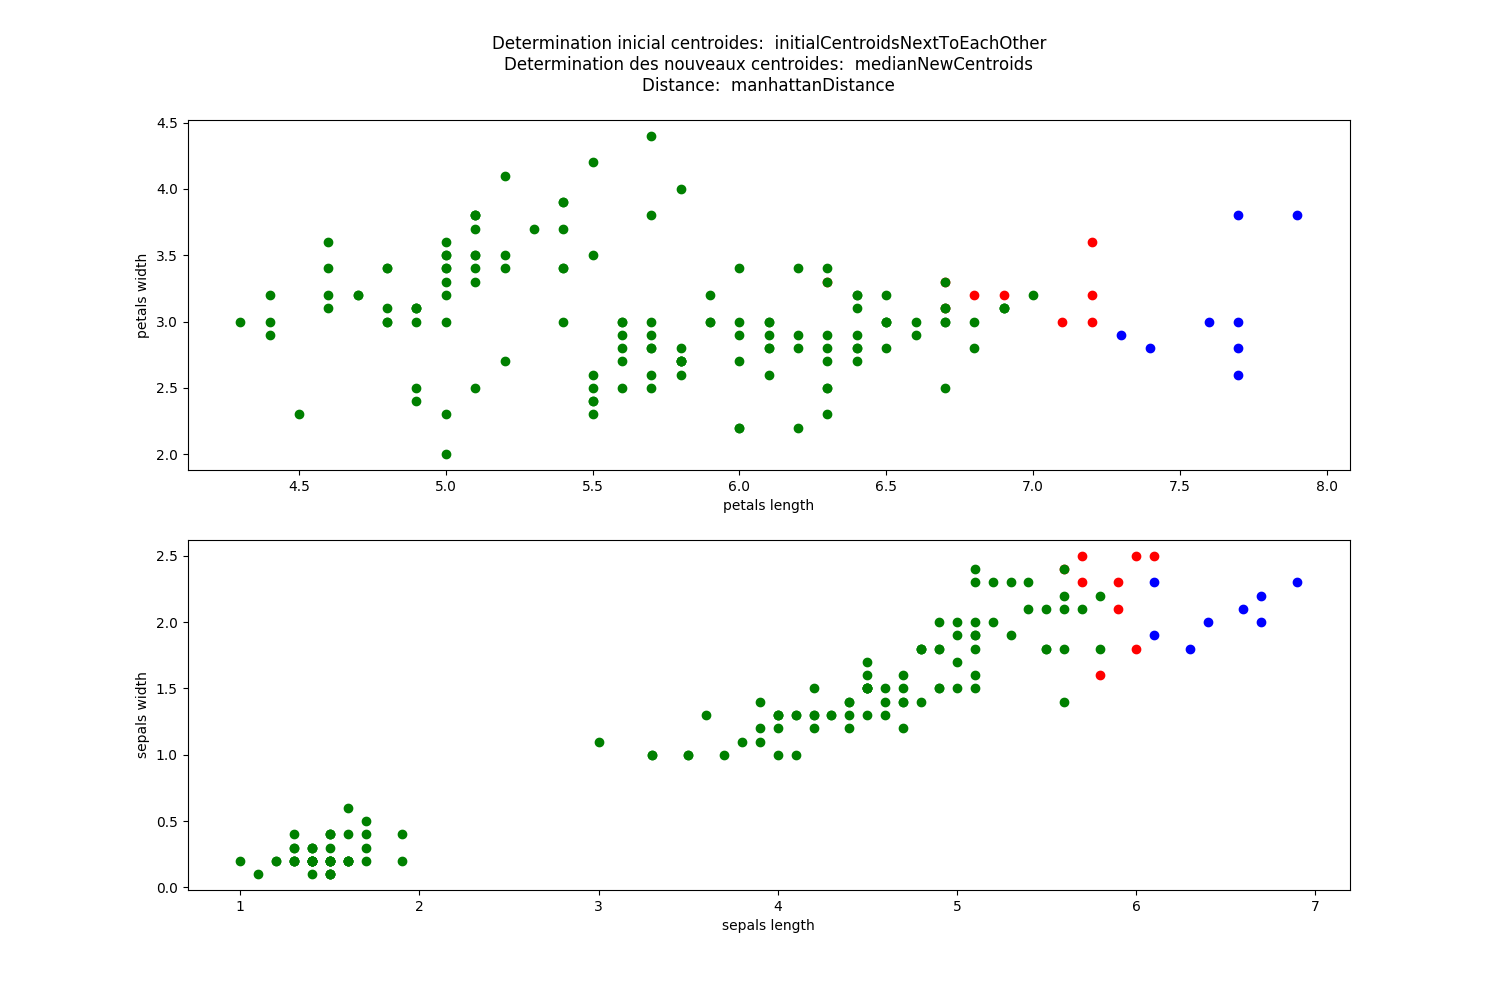 Determination inicial centroides:  initialCentroidsNextToEachOther
Determination des nouveaux centroides:  medianNewCentroids
Distance:  manhattanDistance
4.5
4.0
3.5
3.0
2.5
2.0
petals width
4.5 5.0 5.5 6.0 6.5 7.0 7.5 8.0
petals length
2.5
2.0
1.5
1.0
0.5
0.0
sepals width
1 2 3 4 5 6 7
sepals length